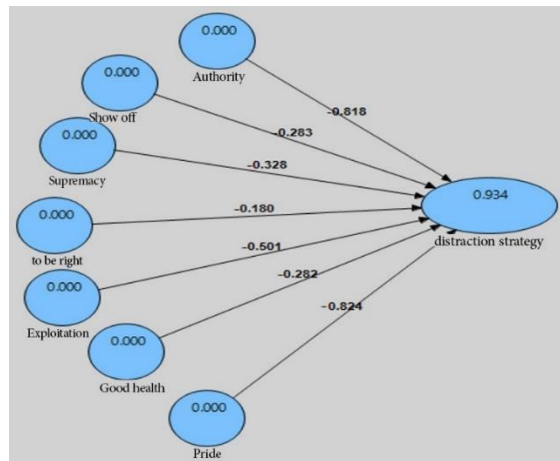 0.000
Authority
0.000
Show off
0.000
Supremacy
0.000
to be right
0.000
Exploitation
0.000
Good health
0.000
Pride
-0.818
-0.283
-0.328
-0.180
-0.501
-0.282
-0.824
0.934
distraction strategy